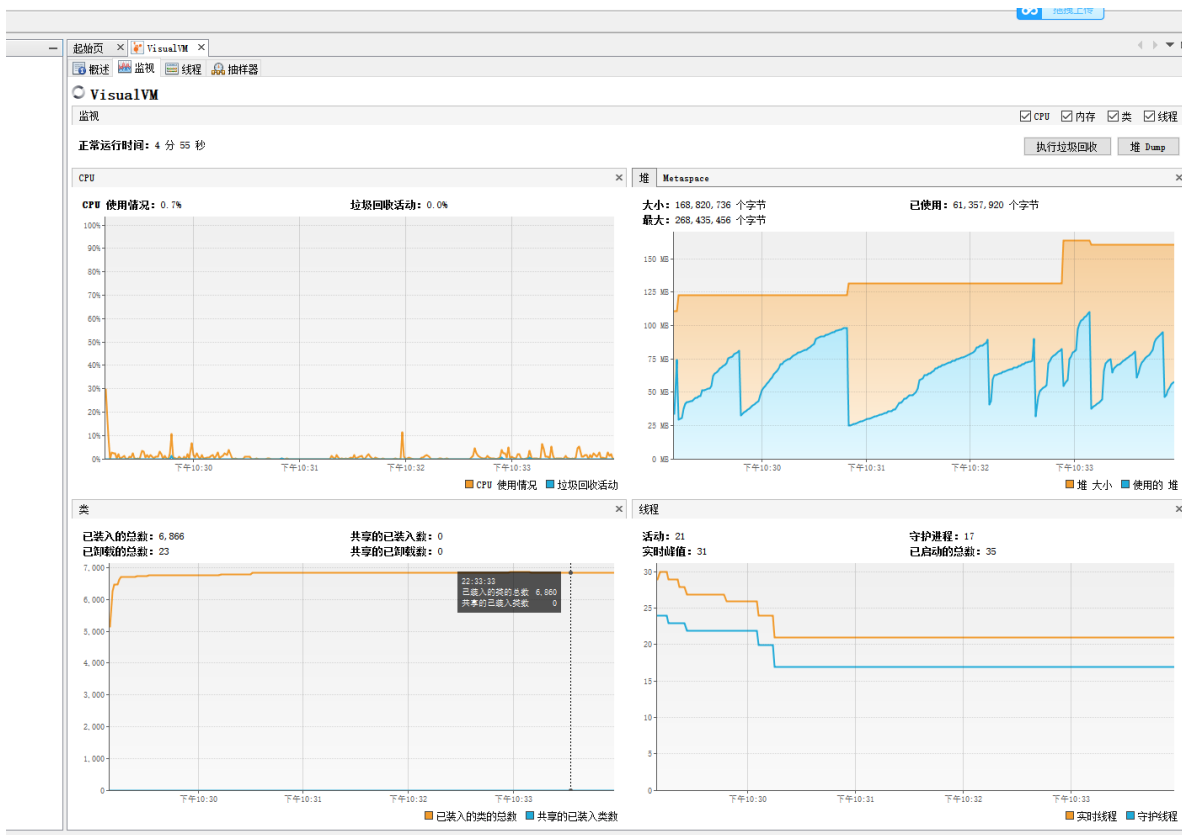 拖拽上传
起始页 VisualVM
概述 监视 线程 抽样器
VisualVM
监视 CPU 内存 类 线程
正常运行时间：4 分 55 秒 执行垃圾回收 堆 Dump
CPU
CPU 使用情况：0.7% 垃圾回收活动：0.0%
100%
90%
80%
70%
60%
50%
40%
30%
20%
10%
0%
下午10:30 下午10:31 下午10:32 下午10:33
CPU 使用情况 垃圾回收活动
堆 Metaspace
大小：168,820,736 个字节 已使用：61,357,920 个字节
最大：268,435,456 个字节
150 MB
125 MB
100 MB
75 MB
50 MB
25 MB
0 MB
下午10:30 下午10:31 下午10:32 下午10:33
堆 大小 使用的 堆
类
已装入的总数：6,866 共享的已装入数：0
已卸载的总数：23 共享的已卸载数：0
7,000
6,000
5,000
4,000
3,000
2,000
1,000
0
22:33:33
已装入的类的总数 6,860
共享的已装入类数 0
下午10:30 下午10:31 下午10:32 下午10:33
已装入的类的总数 共享的已装入类数
线程
活动：21 守护进程：17
实时峰值：31 已启动的总数：35
30
25
20
15
10
5
0
下午10:30 下午10:31 下午10:32 下午10:33
实时线程 守护线程